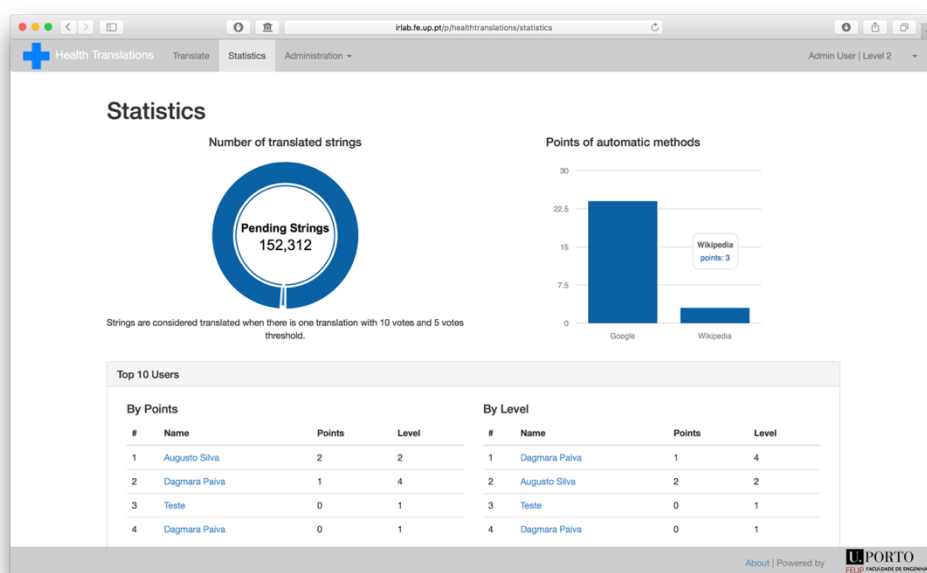 irlab.fe.up.pt/p/healthtranslations/statistics
Health Translations Translate Statistics Administration Admin User | Level 2
Statistics
Number of translated strings
Pending Strings
152,312
Strings are considered translated when there is one translation with 10 votes and 5 votes
threshold.
Points of automatic methods
30
22.5
15
7.5
0
Wikipedia
points: 3
Google Wikipedia
Top 10 Users
By Points
# Name Points Level
1 Augusto Silva 2 2
2 Dagmara Paiva 1 4
3 Teste 0 1
4 Dagmara Paiva 0 1
By Level
# Name Points Level
1 Dagmara Paiva 1 4
2 Augusto Silva 2 2
3 Teste 0 1
4 Dagmara Paiva 0 1
About | Powered by
U. PORTO
FEUP FACULDADE DE ENGENHA